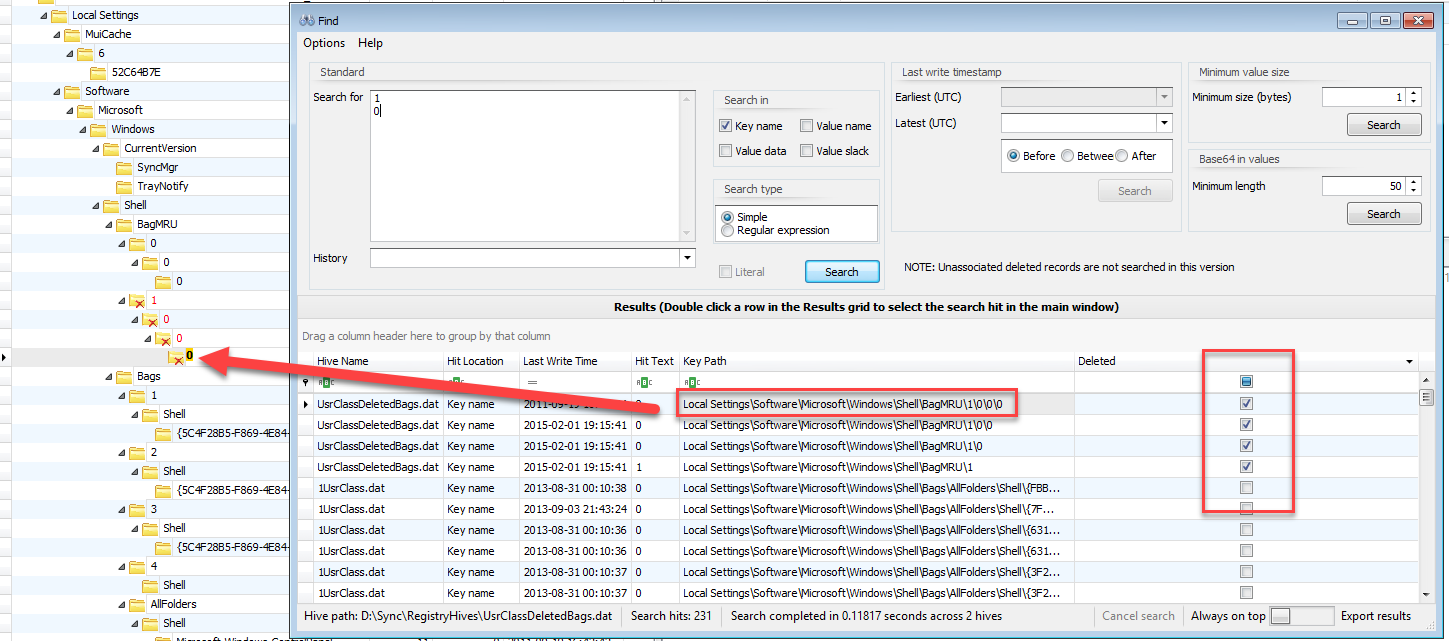 Local Settings
MuiCache
6
52C64B7E
Software
Microsoft
Windows
CurrentVersion
SyncMgr
TrayNotify
Shell
BagMRU
0
0
0
1
0
0
0
Bags
1
Shell
{5C4F28B5-F869-4E84-
2
Shell
{5C4F28B5-F869-4E84-
3
Shell
{5C4F28B5-F869-4E84-
4
Shell
AllFolders
Shell
Find
Options Help
Standard
Search for
1
0
History
Search in
Key name Value name
Value data Value slack
Search type
Simple
Regular expression
Literal Search
Last write timestamp
Earliest (UTC)
Latest (UTC)
Before Betwee After
Search
Minimum value size
Minimum size (bytes) 1
Search
Base64 in values
Minimum length 50
Search
NOTE: Unassociated deleted records are not searched in this version
Results (Double click a row in the Results grid to select the search hit in the main window)
Drag a column header here to group by that column
Hive Name Hit Location Last Write Time Hit Text Key Path Deleted
UsrClassDeletedBags.dat Key name Local Settings\Software\Microsoft\Windows\Shell\BagMRU\1\0\0\0
UsrClassDeletedBags.dat Key name 2015-02-01 19:15:41 0 Local Settings\Software\Microsoft\Windows\Shell\BagMRU\1\0\0
UsrClassDeletedBags.dat Key name 2015-02-01 19:15:41 0 Local Settings\Software\Microsoft\Windows\Shell\BagMRU\1\0
UsrClassDeletedBags.dat Key name 2015-02-01 19:15:41 1 Local Settings\Software\Microsoft\Windows\Shell\BagMRU\1
1UsrClass.dat Key name 2013-08-31 00:10:38 0 Local Settings\Software\Microsoft\Windows\Shell\Bags\AllFolders\Shell\{FBB...
1UsrClass.dat Key name 2013-09-03 21:43:24 0 Local Settings\Software\Microsoft\Windows\Shell\Bags\AllFolders\Shell\{7F...
1UsrClass.dat Key name 2013-08-31 00:10:36 0 Local Settings\Software\Microsoft\Windows\Shell\Bags\AllFolders\Shell\{631...
1UsrClass.dat Key name 2013-08-31 00:10:36 0 Local Settings\Software\Microsoft\Windows\Shell\Bags\AllFolders\Shell\{631...
1UsrClass.dat Key name 2013-08-31 00:10:37 0 Local Settings\Software\Microsoft\Windows\Shell\Bags\AllFolders\Shell\{3F2...
1UsrClass.dat Key name 2013-08-31 00:10:37 0 Local Settings\Software\Microsoft\Windows\Shell\Bags\AllFolders\Shell\{3F2...
Hive path: D:\Sync\RegistryHives\UsrClassDeletedBags.dat Search hits: 231 Search completed in 0.11817 seconds across 2 hives Cancel search Always on top Export results